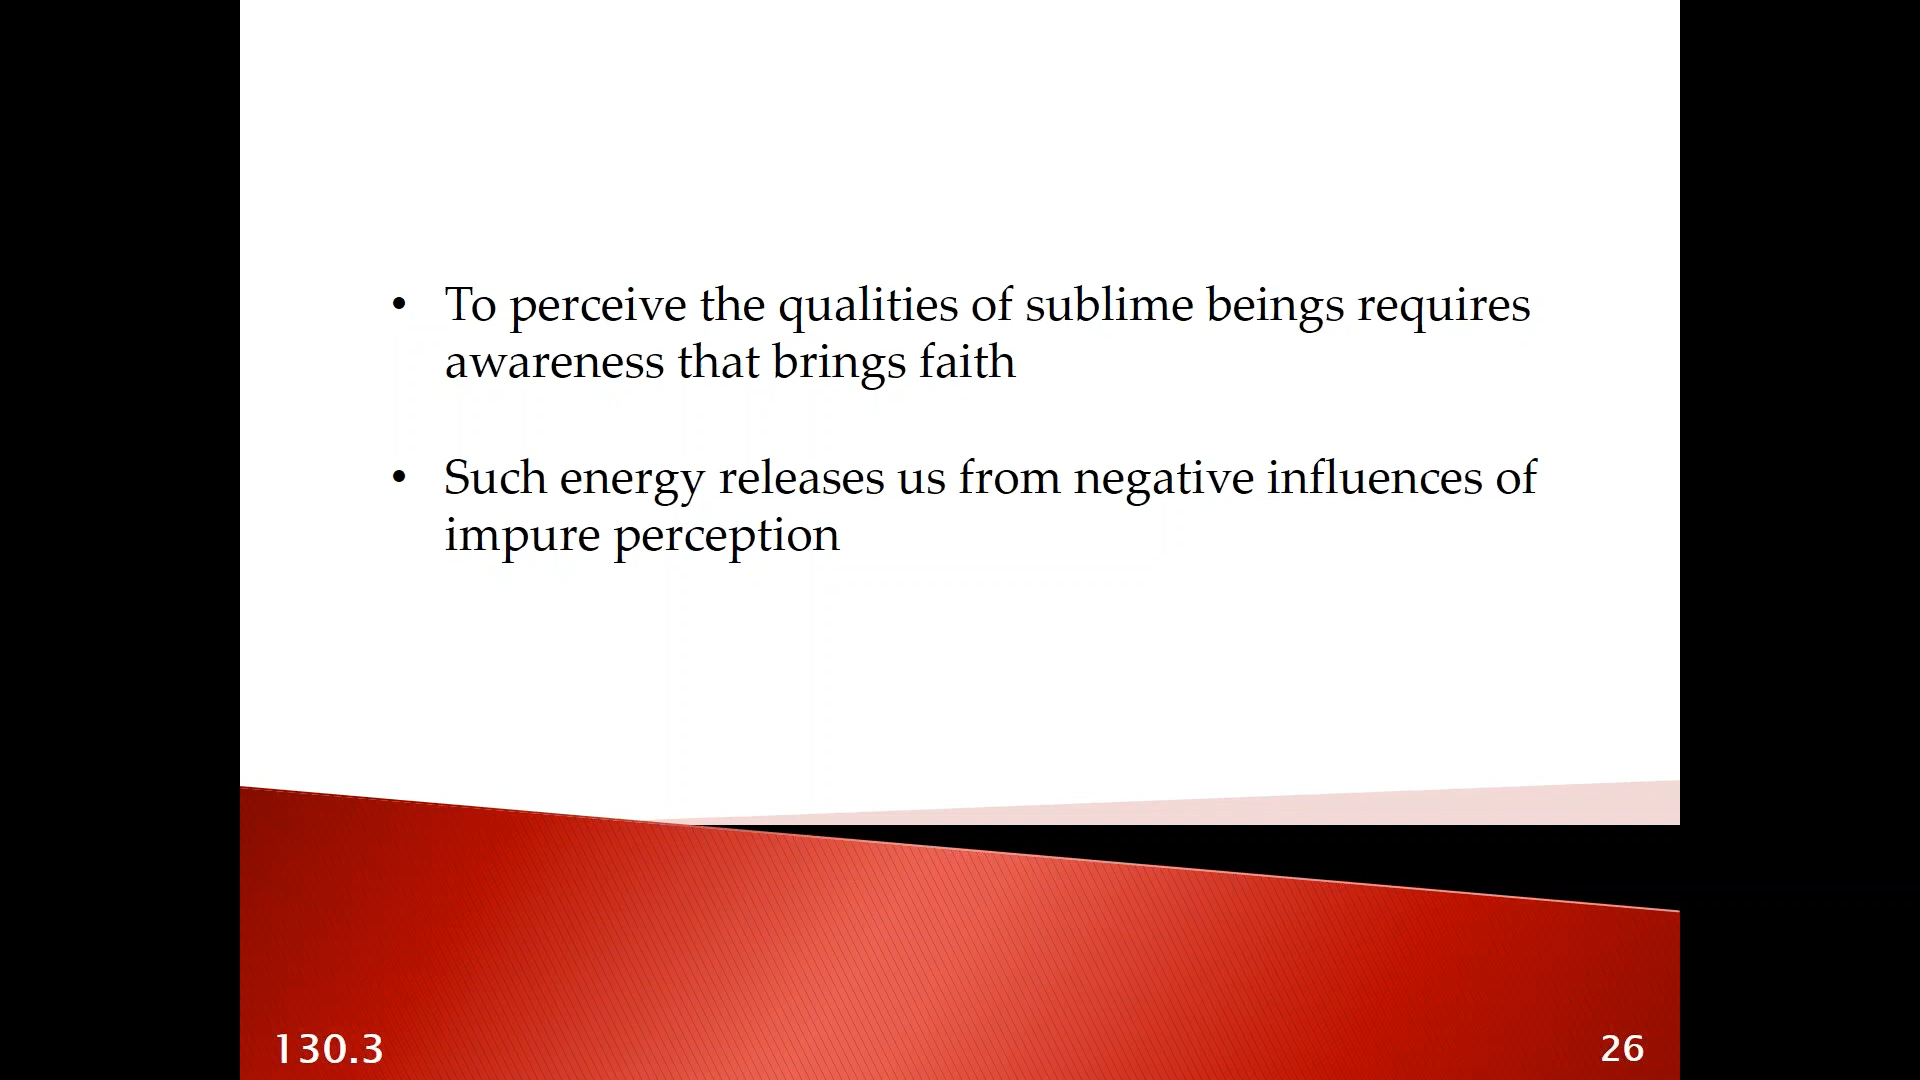 • To perceive the qualities of sublime beings requires
awareness that brings faith
• Such energy releases us from negative influences of
impure perception
130.3
26